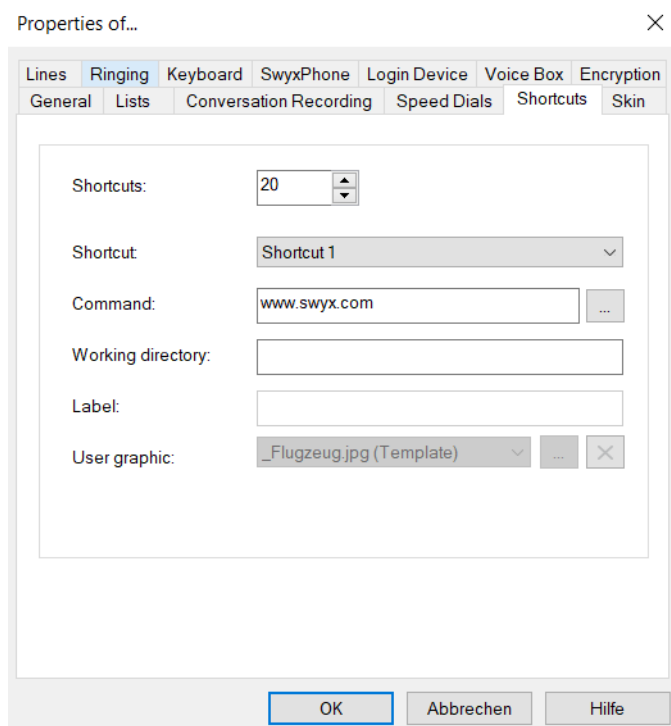 Properties of...
Lines Ringing Keyboard SwyxPhone Login Device Voice Box Encryption
General Lists Conversation Recording Speed Dials Shortcuts Skin
Shortcuts: 20
Shortcut: Shortcut 1
Command: www.swyx.com ...
Working directory:
Label:
User graphic: _Flugzeug.jpg (Template) ...
OK Abbrechen Hilfe